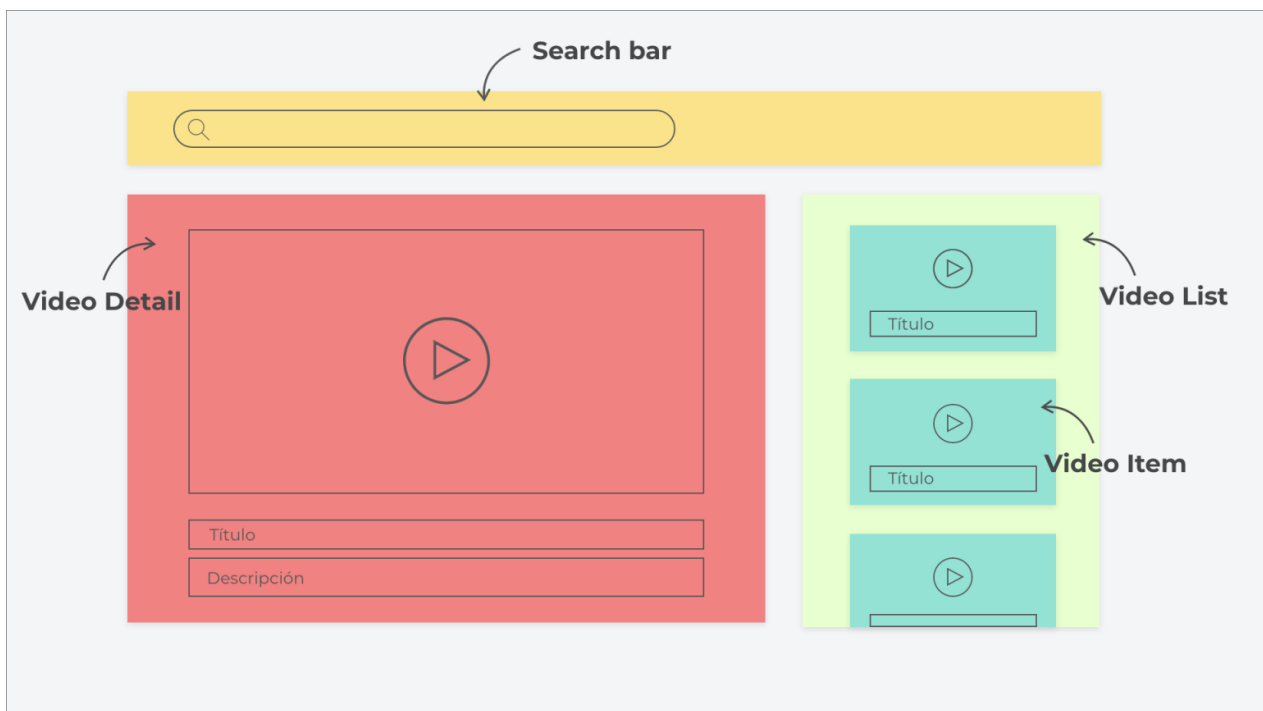 Search bar
Video Detail
Título
Descripción
Video List
Título
Video Item
Título